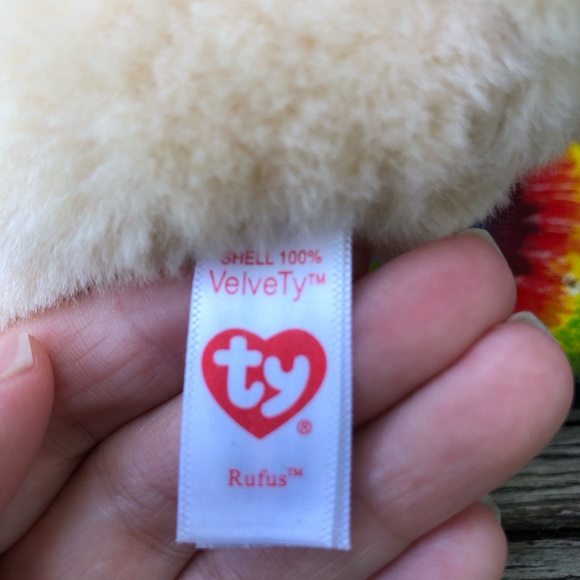 SHELL 100%
VelveTy™
ty
®
Rufus™